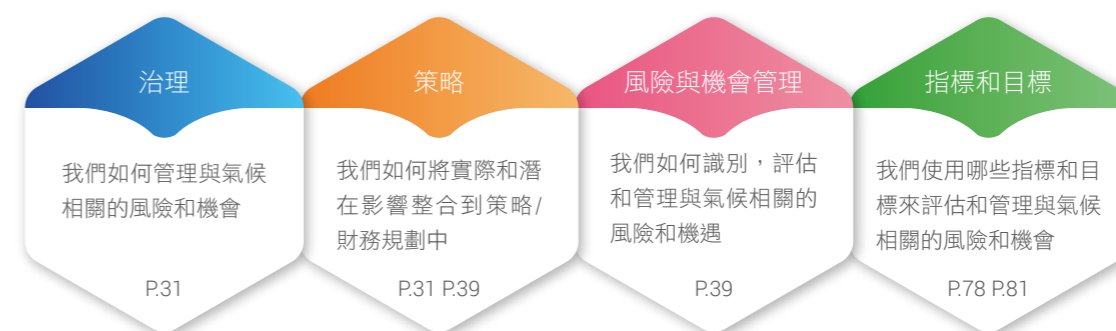 治理
我們如何管理與氣候
相關的風險和機會
P.31
策略
我們如何將實際和潛
在影響整合到策略/
財務規劃中
P.31 P.39
風險與機會管理
我們如何識別，評估
和管理與氣候相關的
風險和機遇
P.39
指標和目標
我們使用哪些指標和目
標來評估和管理與氣候
相關的風險和機會
P.78 P.81